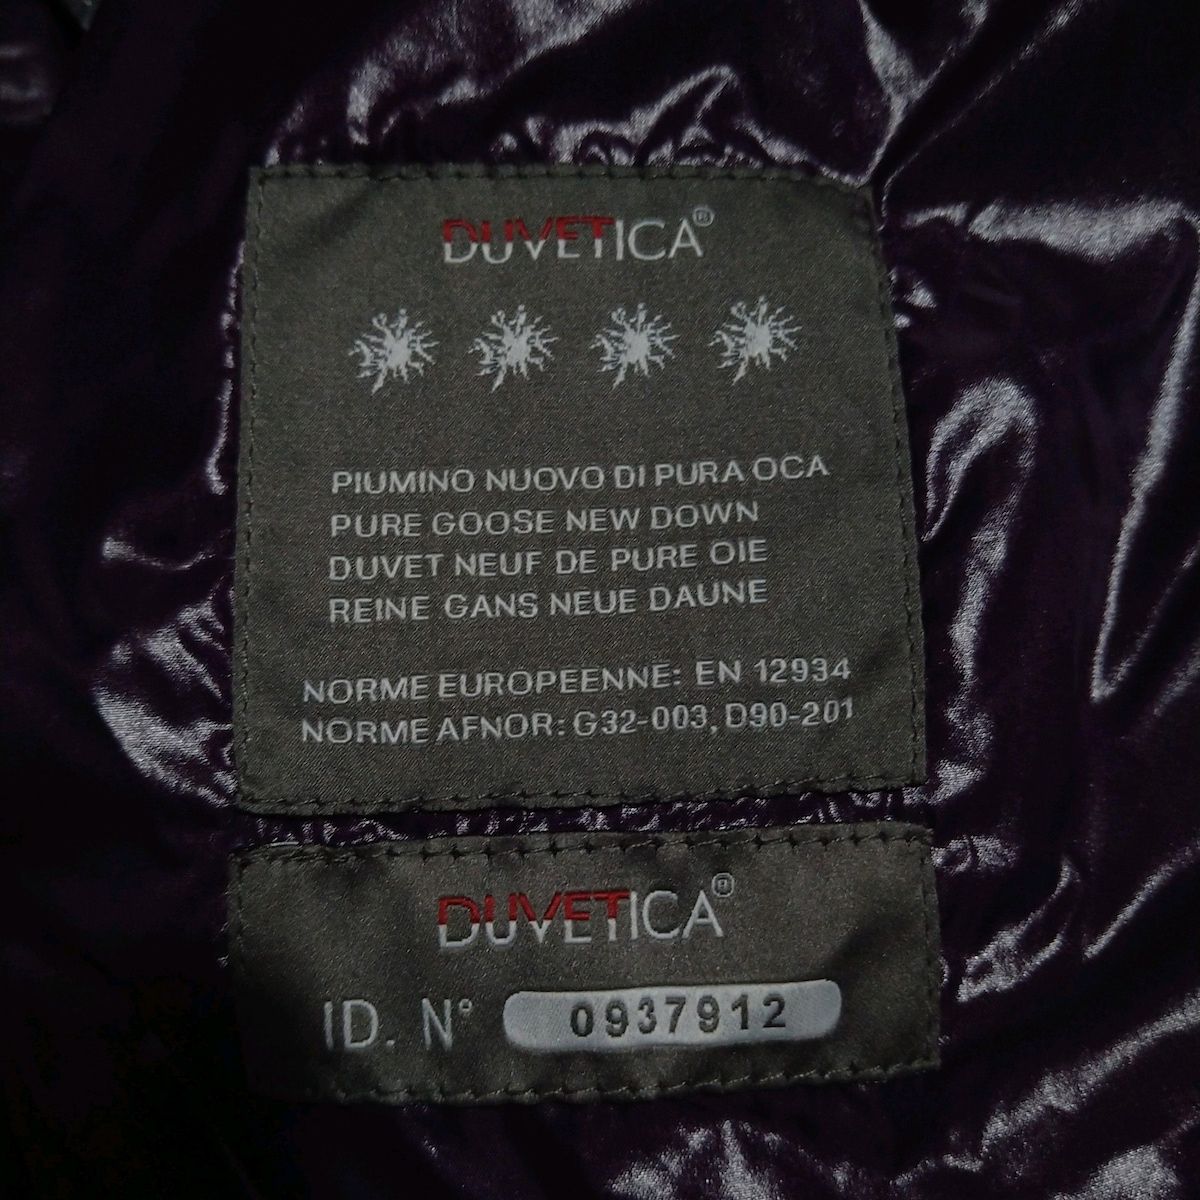 DUVETICA®
PIUMINO NUOVO DI PURA OCA
PURE GOOSE NEW DOWN
DUVET NEUF DE PURE OIE
REINE GANS NEUE DAUNE
NORME EUROPEENNE: EN 12934
NORME AFNOR: G32-003, D90-201
DUVETICA®
ID. N° 0937912